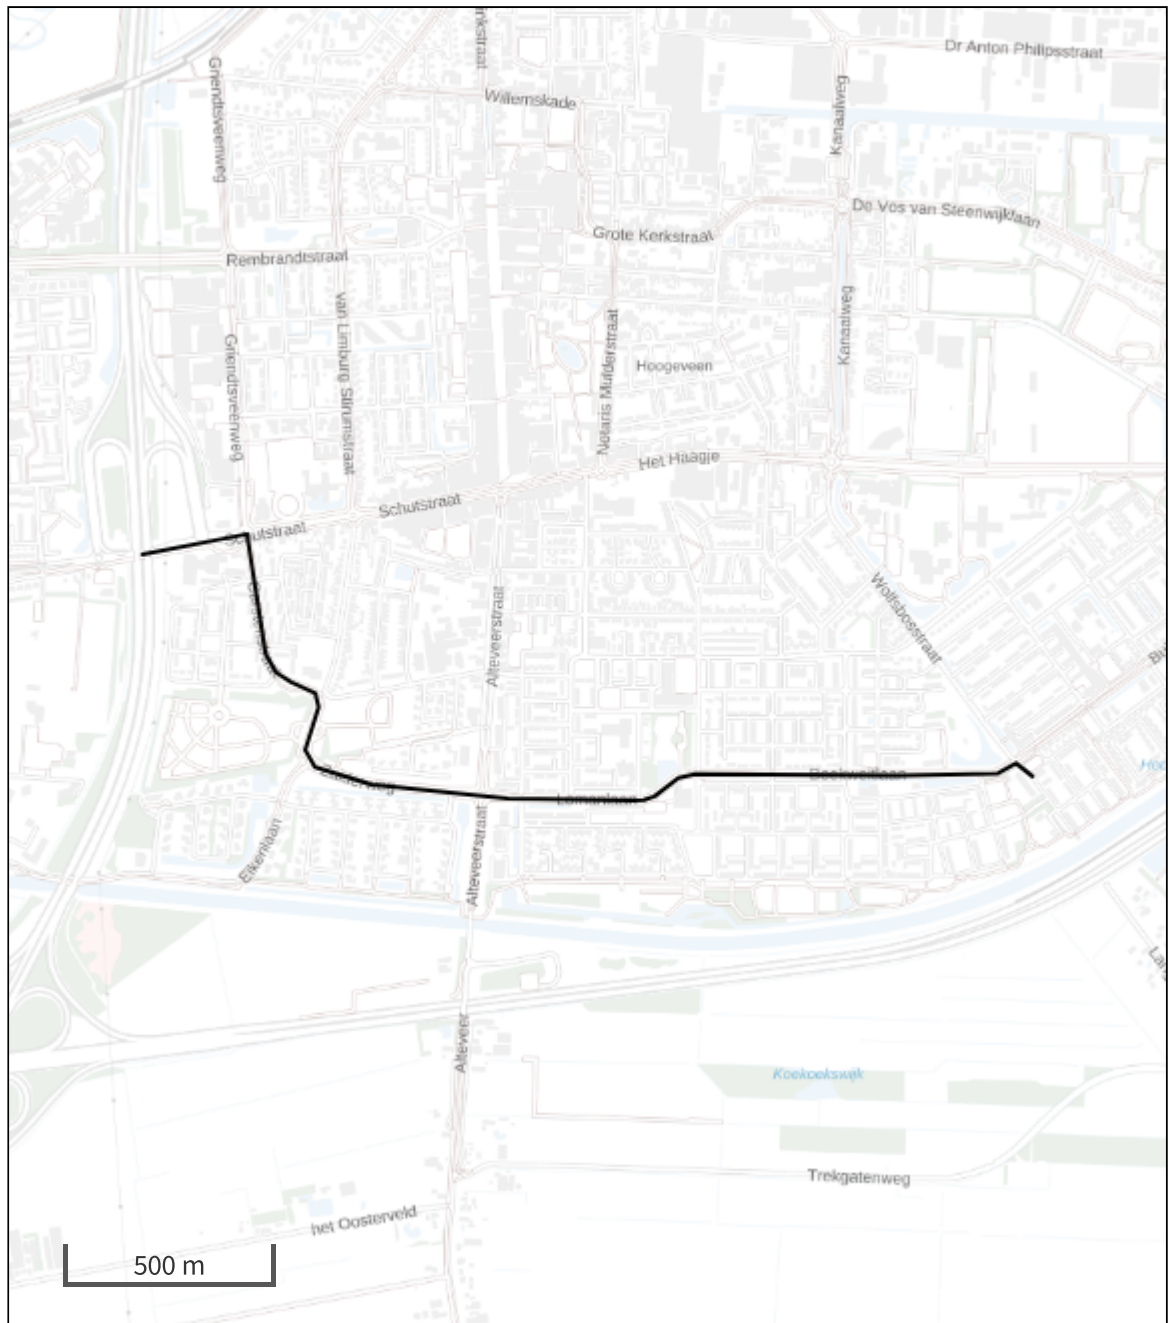 Dr Anton Philipsstraat
Willemskade
Griendtsveenweg
Kanaalweg
De Vos van Steenwijklaan
Grote Kerkstraat
Rembrandtstraat
van Limburg Stirumstraat
Griendtsveenweg
Notaris Mulderstraat
Kanaalweg
Hoogeveen
Het Haagje
Schutstraat
Schutstraat
Wolfsbosstraat
Alteveerstraat
Alteveerstraat
Eikenlaan
Alteveer
Koekoekswijk
Trekgatenweg
het Oosterveld
500 m